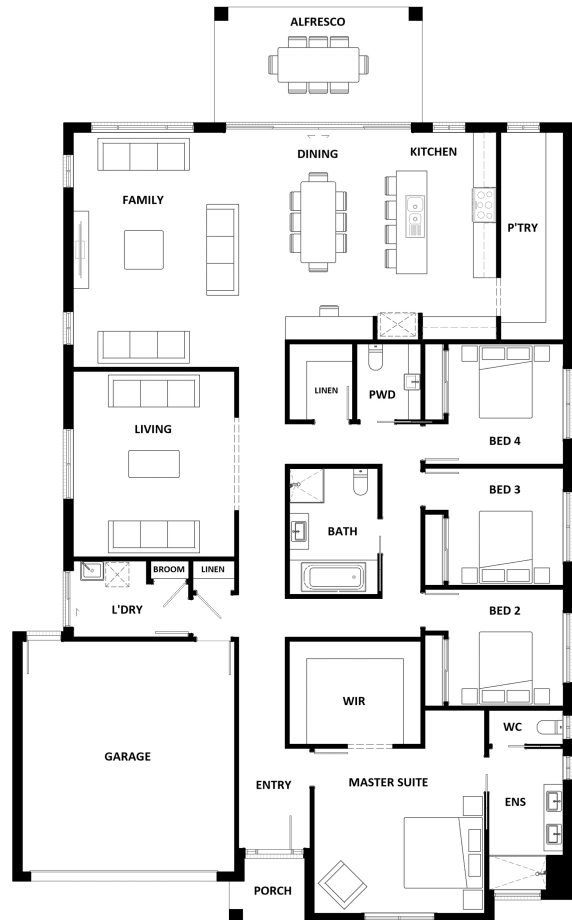 ALFRESCO
DINING
KITCHEN
FAMILY
P'TRY
LINEN
PWD
LIVING
BED 4
BED 3
BATH
BROOM
LINEN
L'DRY
BED 2
WIR
WC
GARAGE
ENTRY
MASTER SUITE
ENS
PORCH